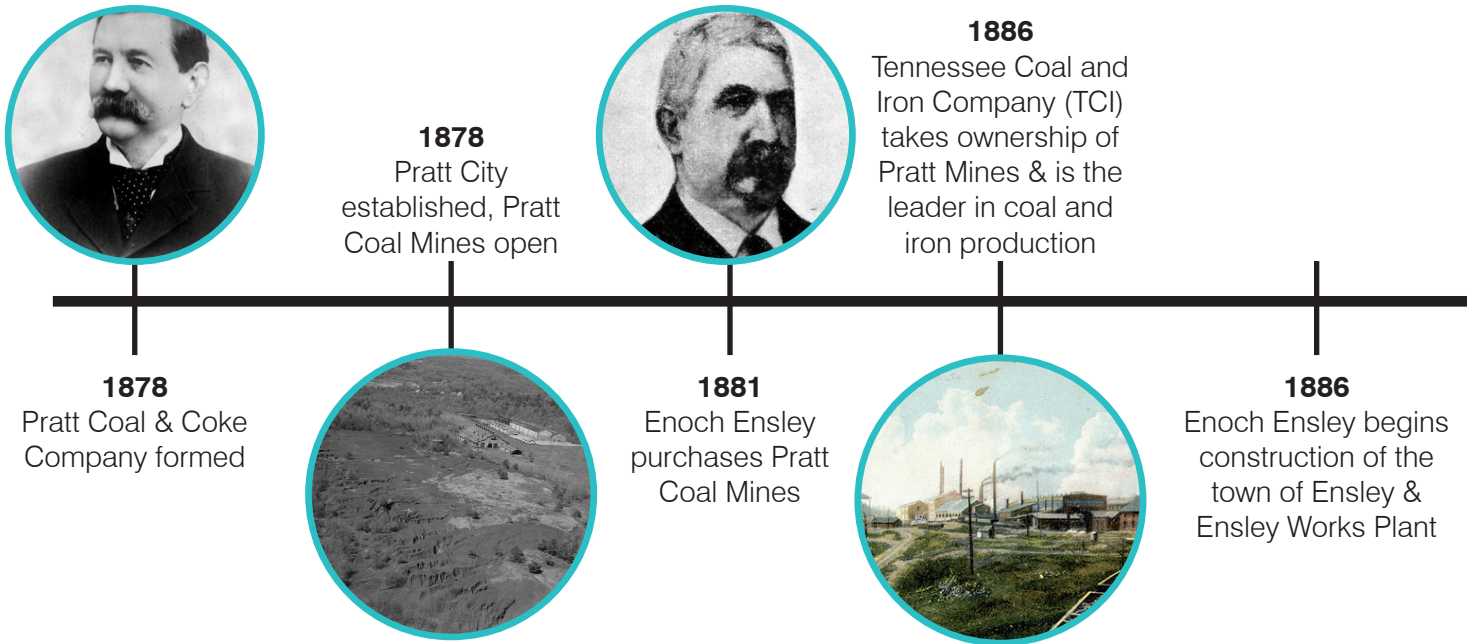 1878
Pratt Coal & Coke
Company formed
1878
Pratt City
established, Pratt
Coal Mines open
1881
Enoch Ensley
purchases Pratt
Coal Mines
1886
Tennessee Coal and
Iron Company (TCI)
takes ownership of
Pratt Mines & is the
leader in coal and
iron production
1886
Enoch Ensley begins
construction of the
town of Ensley &
Ensley Works Plant